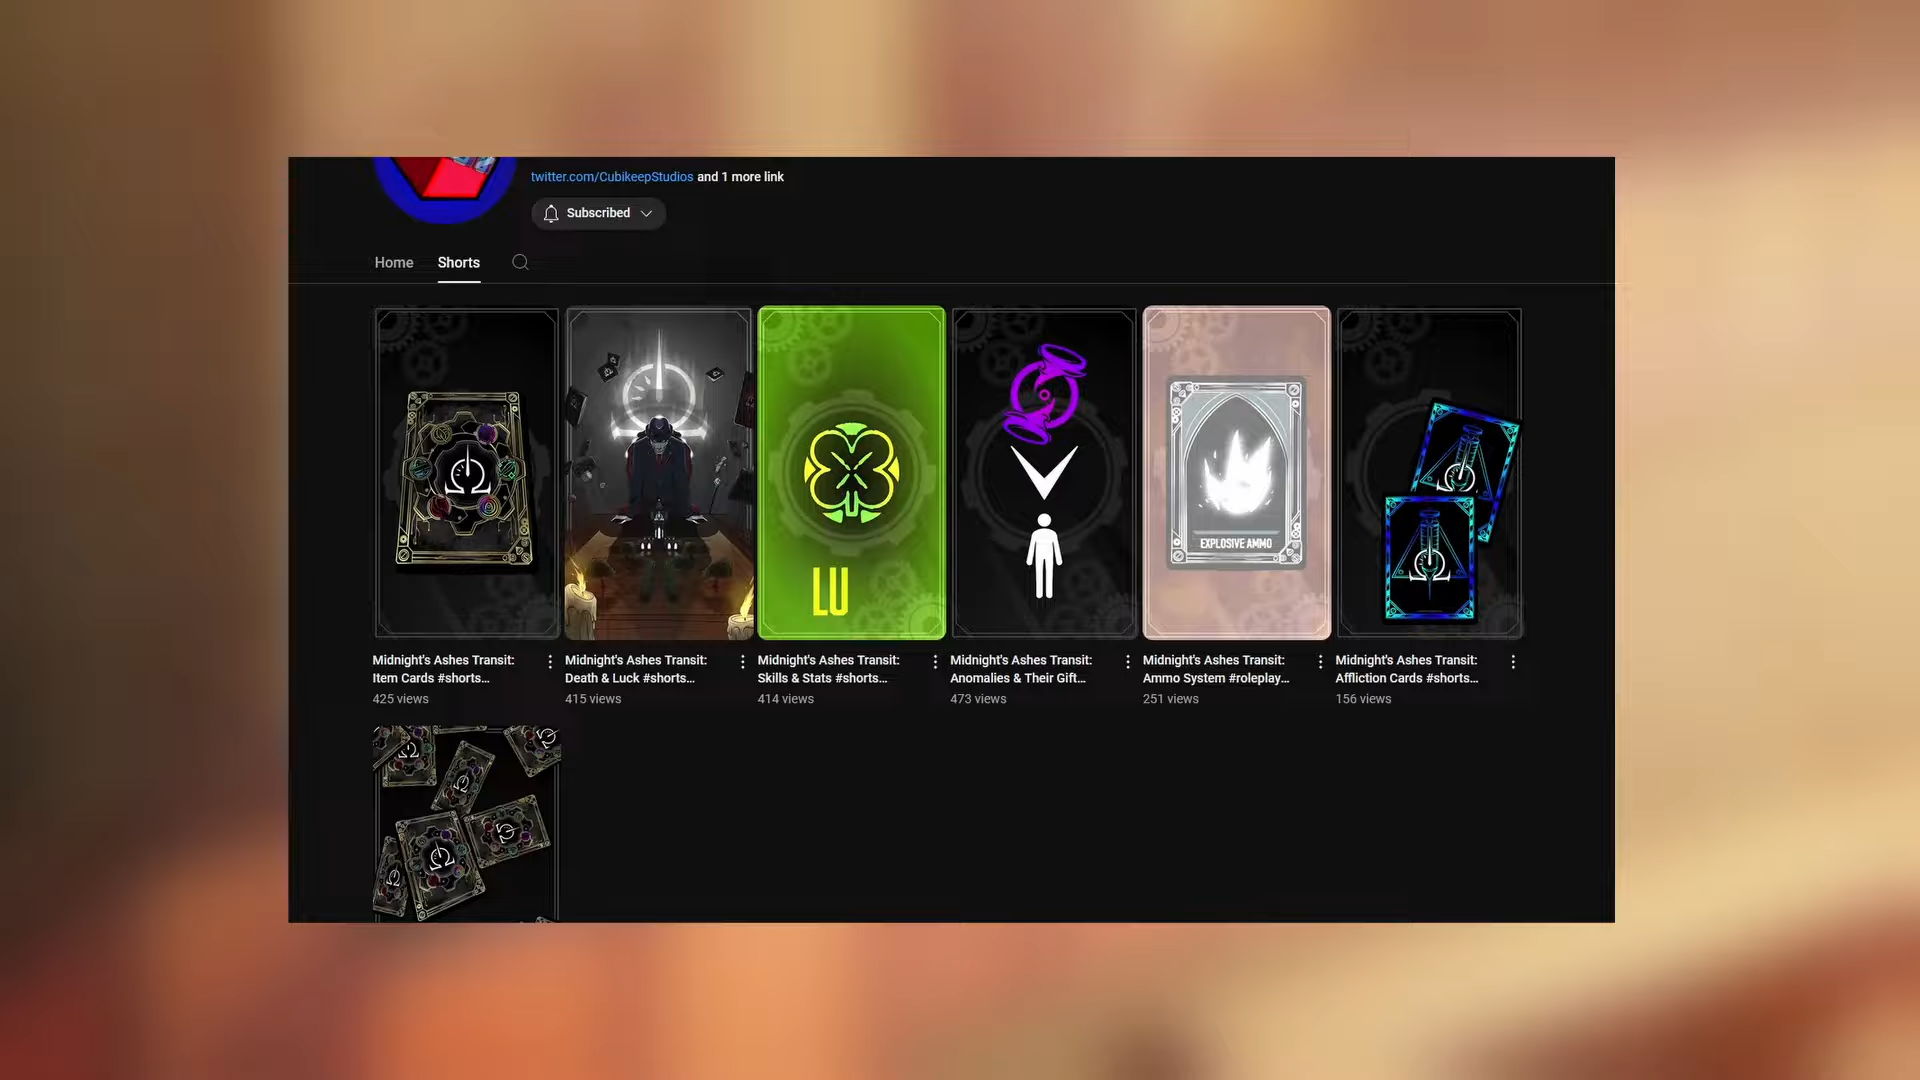 twitter.com/CubikeepStudios and 1 more link
Subscribed
Home
Shorts
LU
EXPLOSIVE AMMO
Midnight's Ashes Transit:
Item Cards #shorts...
425 views
Midnight's Ashes Transit:
Death & Luck #shorts...
415 views
Midnight's Ashes Transit:
Skills & Stats #shorts...
414 views
Midnight's Ashes Transit:
Anomalies & Their Gift...
473 views
Midnight's Ashes Transit:
Ammo System #roleplay...
251 views
Midnight's Ashes Transit:
Affliction Cards #shorts...
156 views